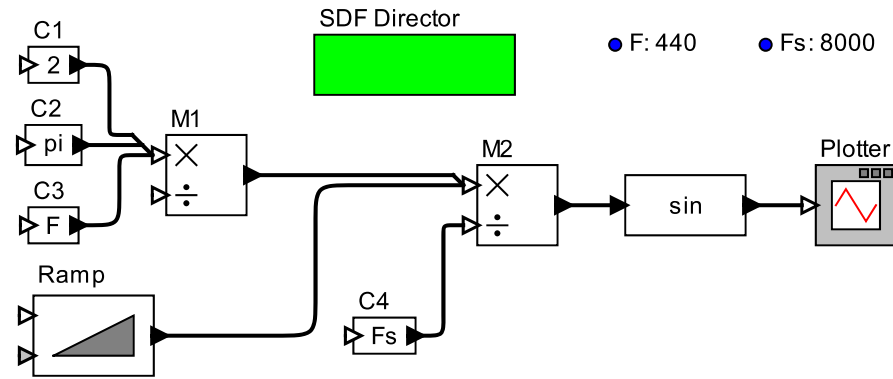 SDF Director
F: 440
Fs: 8000
C1
2
C2
pi
C3
F
M1
×
÷
M2
×
÷
sin
Plotter
Ramp
C4
Fs